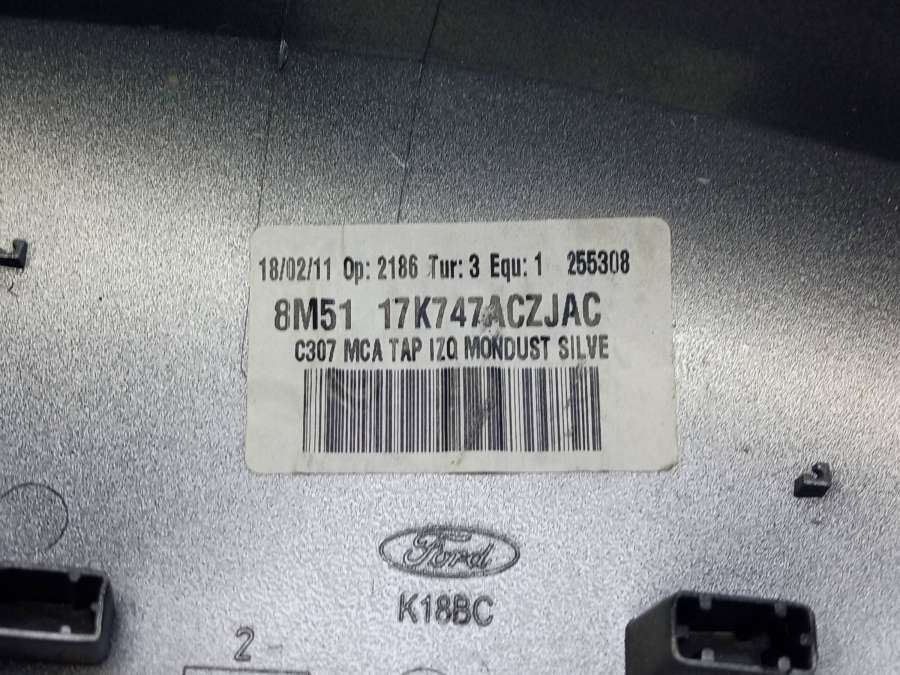 18/02/11 Op: 2186 Tur: 3 Equ: 1 255308
8M51 17K747ACZJAC
C307 MCA TAP IZQ MONDUST SILVE
Ford
K18BC
2